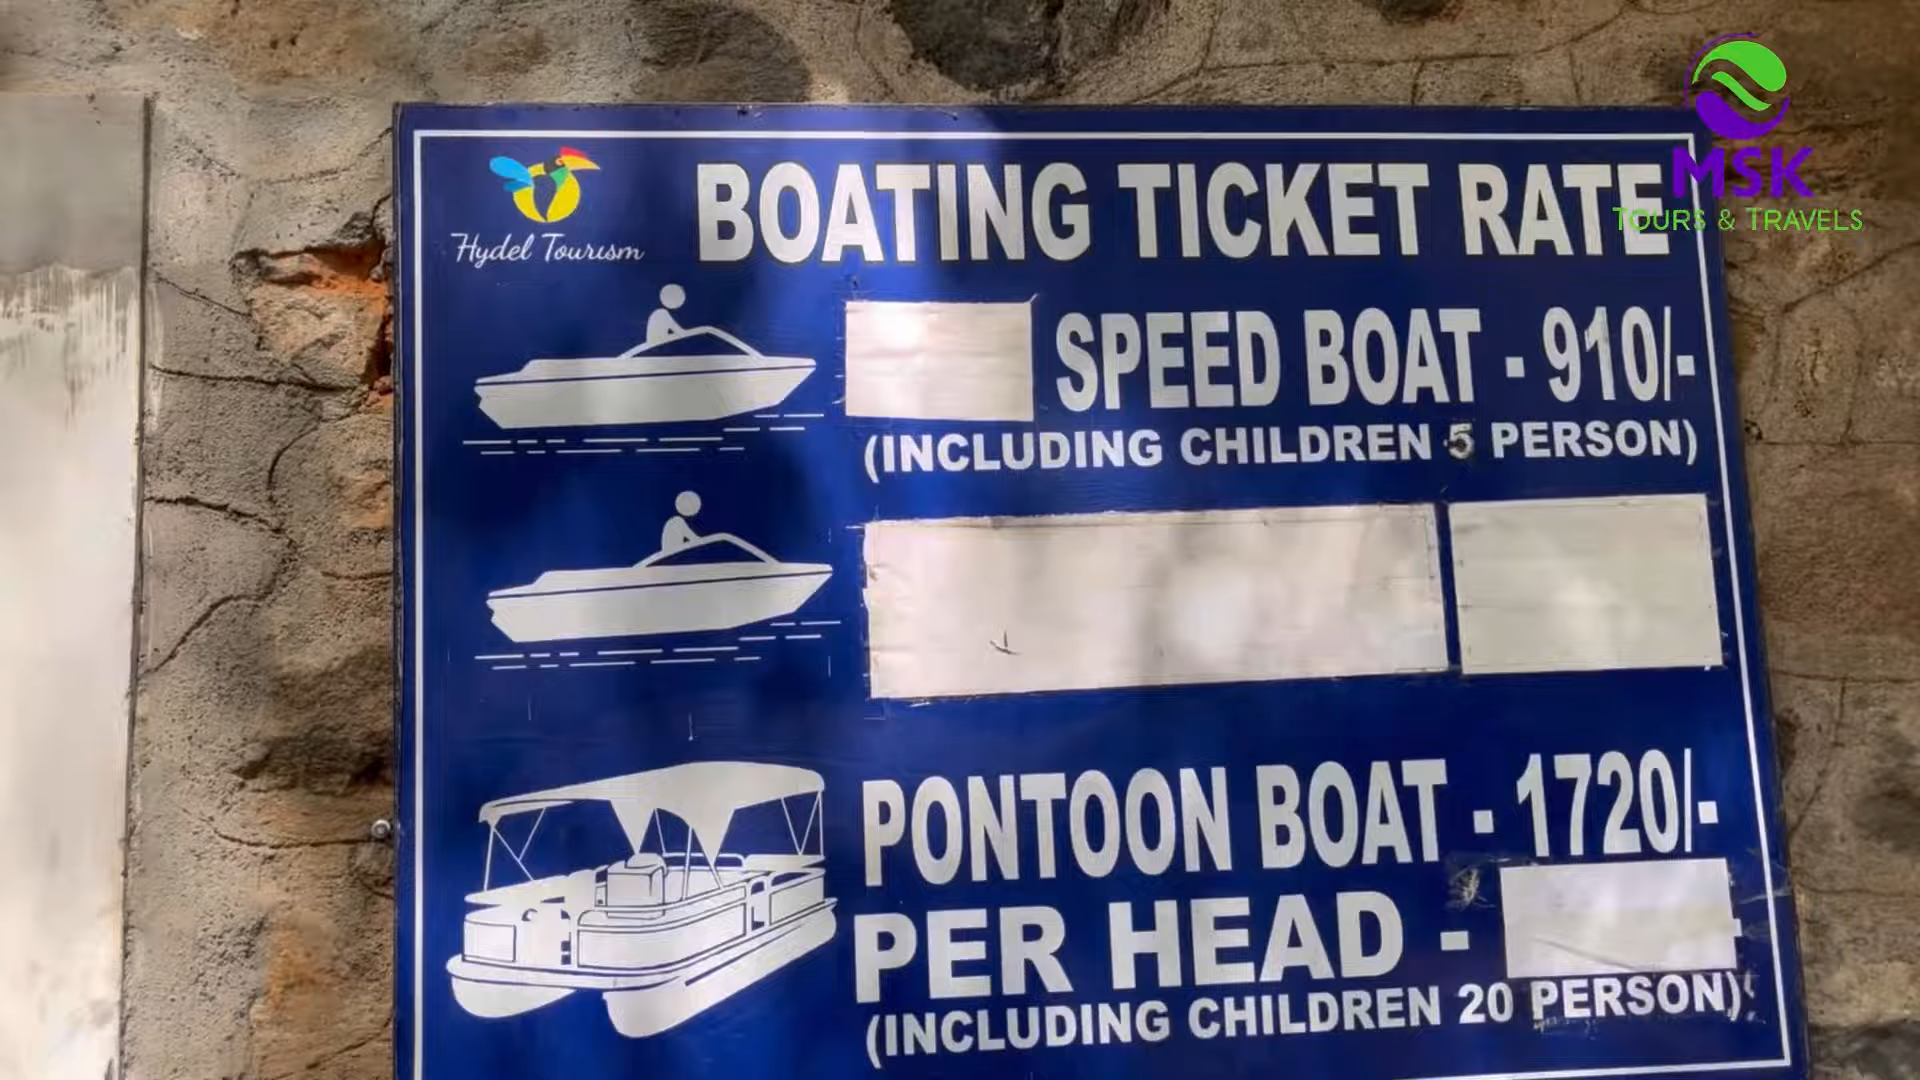 MSK
TOURS & TRAVELS
Hydel Tourism
BOATING TICKET RATE
SPEED BOAT - 910/-
(INCLUDING CHILDREN 5 PERSON)
PONTOON BOAT - 1720/-
PER HEAD -
(INCLUDING CHILDREN 20 PERSON)